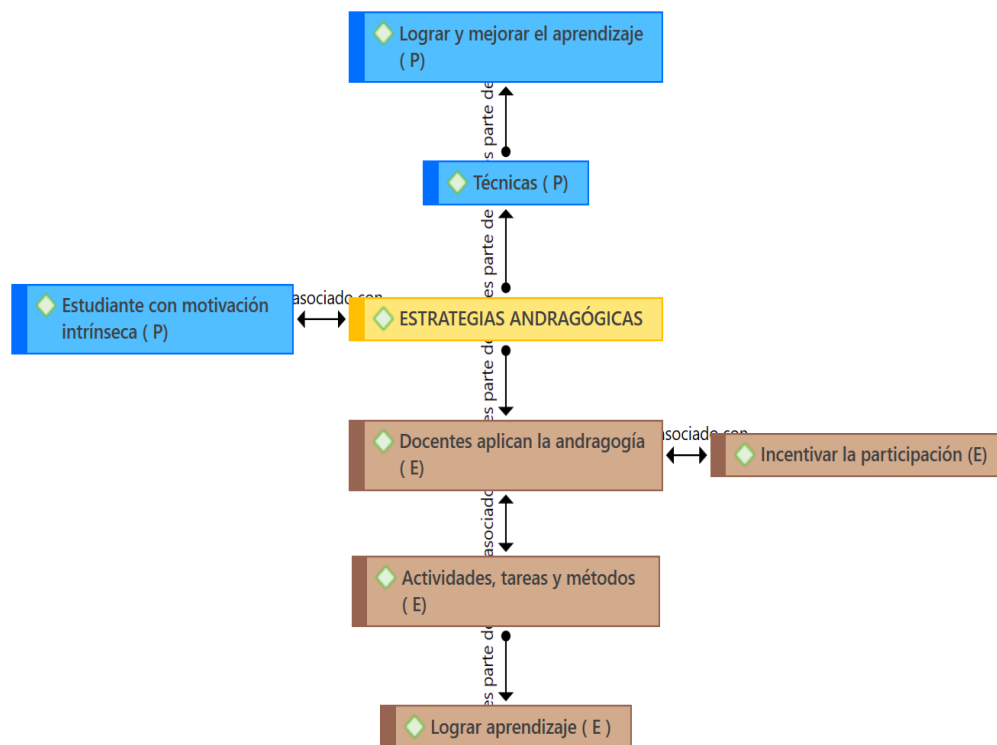 Lograr y mejorar el aprendizaje
( P)
es parte de
Técnicas ( P)
es parte de
asociado con
Estudiante con motivación
intrínseca ( P)
ESTRATEGIAS ANDRAGÓGICAS
es parte de
Docentes aplican la andragogía
( E)
asociado con
Incentivar la participación (E)
asociado
Actividades, tareas y métodos
( E)
es parte de
Lograr aprendizaje ( E )